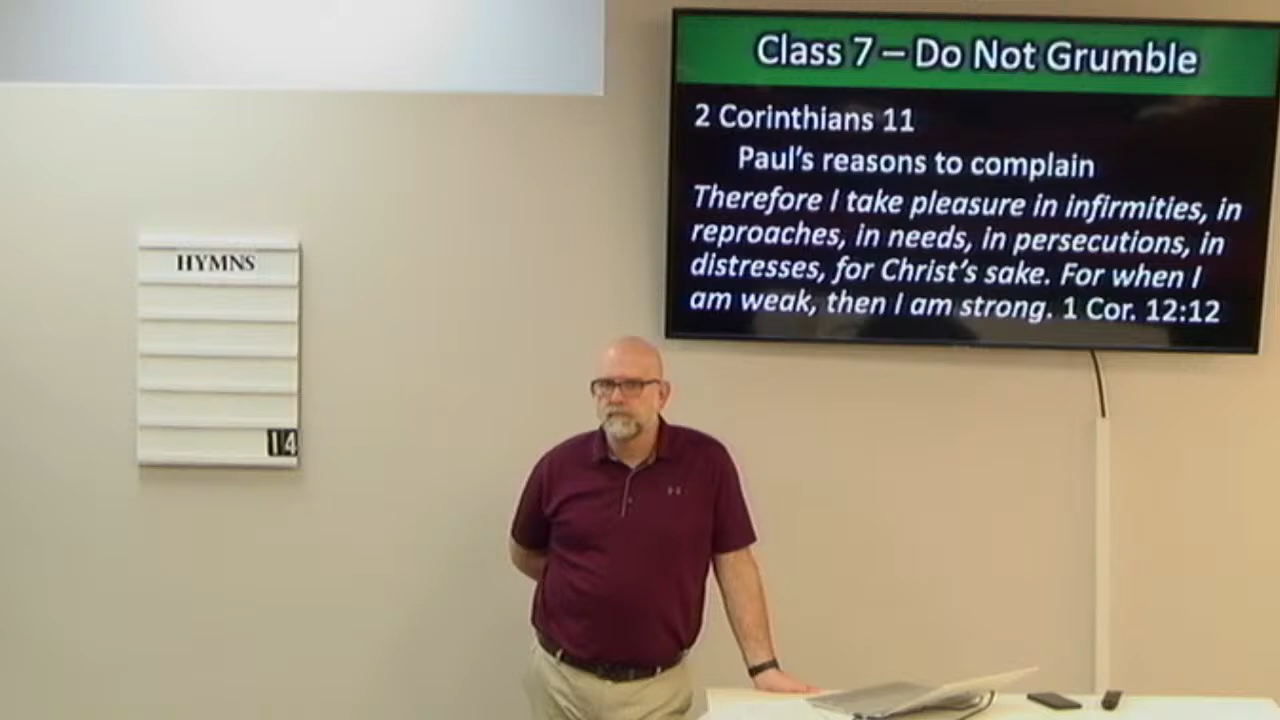 Class 7 – Do Not Grumble
2 Corinthians 11
Paul's reasons to complain
Therefore I take pleasure in infirmities, in
reproaches, in needs, in persecutions, in
distresses, for Christ's sake. For when I
am weak, then I am strong. 1 Cor. 12:12
HYMNS
14